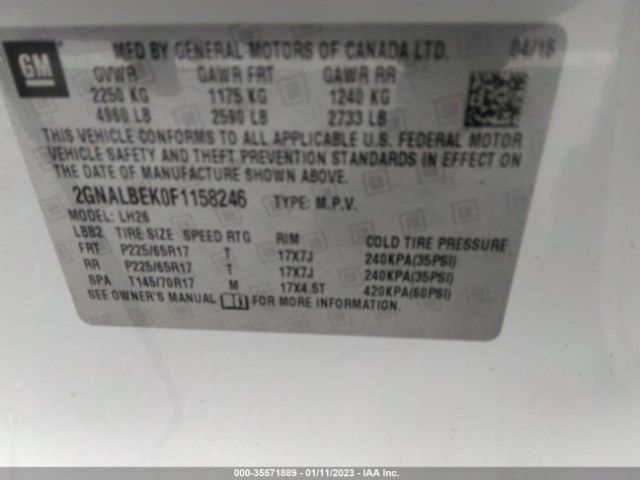 GM
MFD BY GENERAL MOTORS OF CANADA LTD. 04/15
GVWR GAWR FRT GAWR RR
2250 KG 1175 KG 1240 KG
4960 LB 2590 LB 2733 LB
THIS VEHICLE CONFORMS TO ALL APPLICABLE U.S. FEDERAL MOTOR
VEHICLE SAFETY AND THEFT PREVENTION STANDARDS IN EFFECT ON
THE DATE OF MANUFACTURE SHOWN ABOVE.
2GNALBEK0F1158246 TYPE: M.P.V.
MODEL: LH26
LBB2 TIRE SIZE SPEED RTG RIM COLD TIRE PRESSURE
FRT P225/65R17 T 17X7J 240KPA(35PSI)
RR P225/65R17 T 17X7J 240KPA(35PSI)
SPA T145/70R17 M 17X4.5T 420KPA(60PSI)
SEE OWNER'S MANUAL FOR MORE INFORMATION.
000-35571889 - 01/11/2023 - IAA Inc.